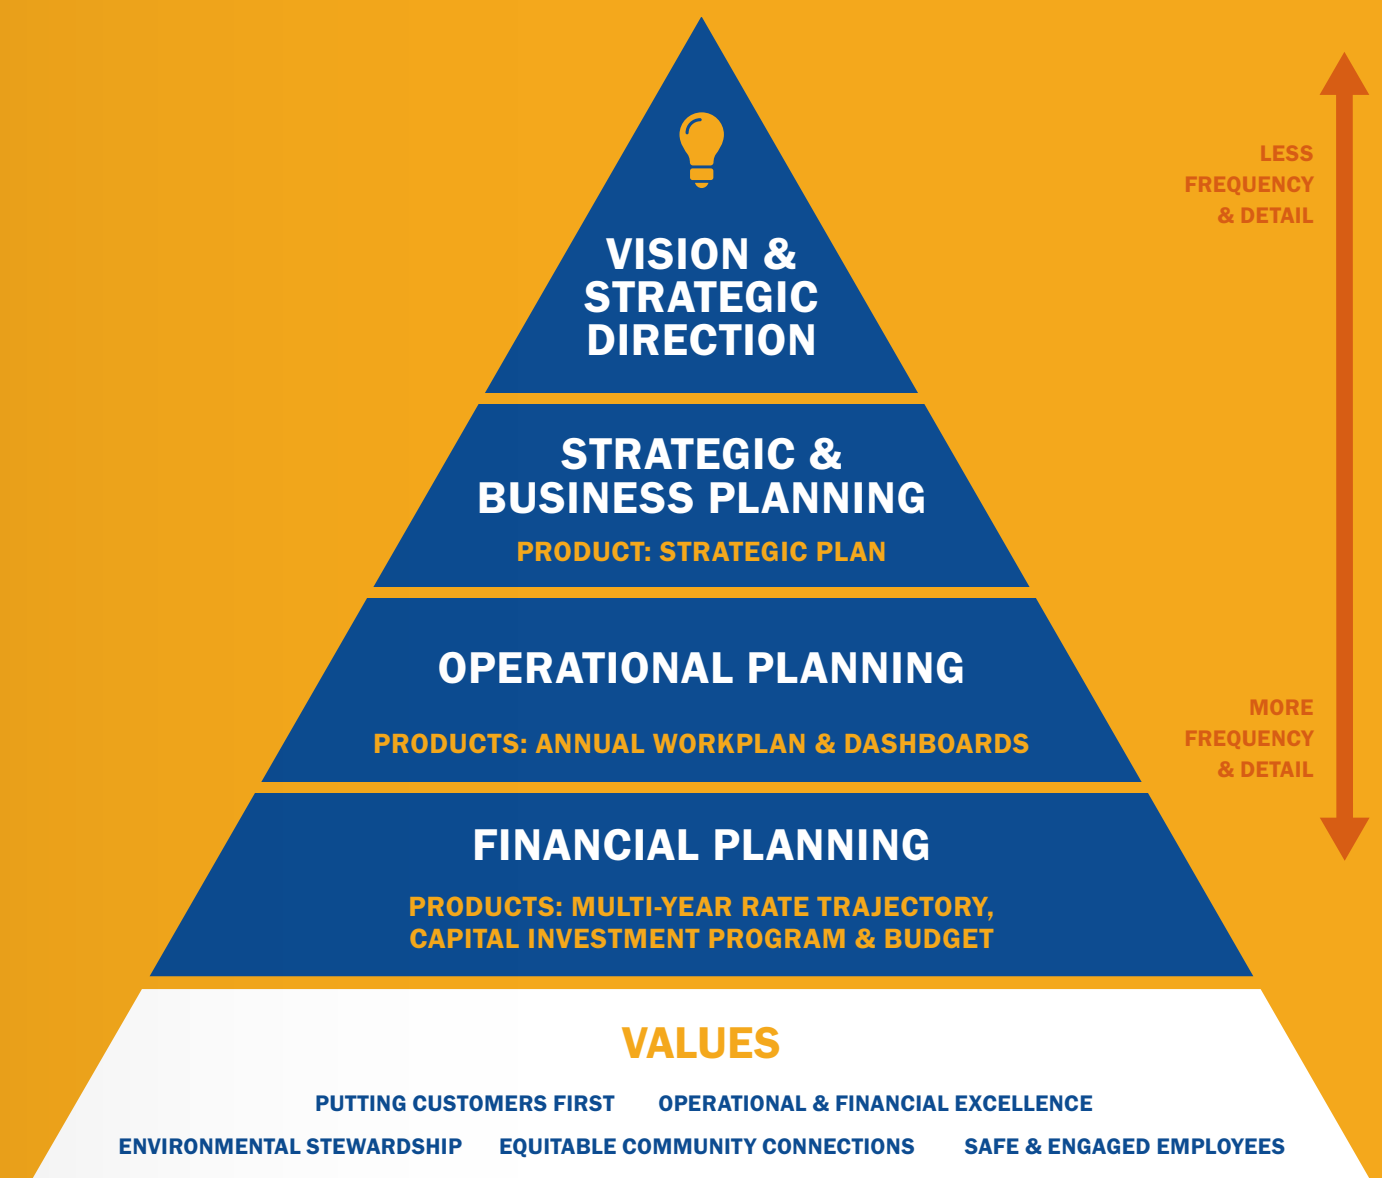 VISION &
STRATEGIC
DIRECTION
LESS
FREQUENCY
& DETAIL
STRATEGIC &
BUSINESS PLANNING
PRODUCT: STRATEGIC PLAN
OPERATIONAL PLANNING
PRODUCTS: ANNUAL WORKPLAN & DASHBOARDS
MORE
FREQUENCY
& DETAIL
FINANCIAL PLANNING
PRODUCTS: MULTI-YEAR RATE TRAJECTORY,
CAPITAL INVESTMENT PROGRAM & BUDGET
VALUES
PUTTING CUSTOMERS FIRST OPERATIONAL & FINANCIAL EXCELLENCE
ENVIRONMENTAL STEWARDSHIP EQUITABLE COMMUNITY CONNECTIONS SAFE & ENGAGED EMPLOYEES